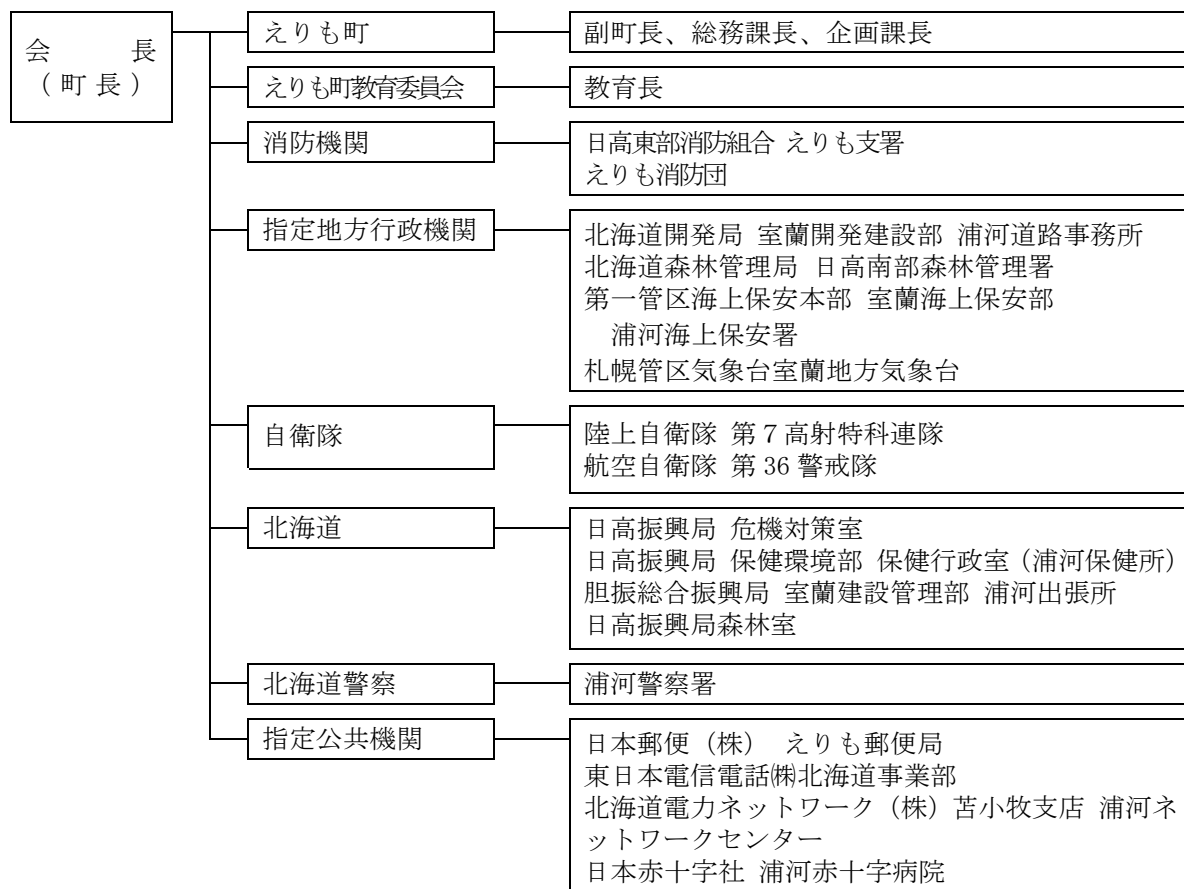 会　　長
（町長）
えりも町
副町長、総務課長、企画課長
えりも町教育委員会
教育長
消防機関
日高東部消防組合 えりも支署
えりも消防団
指定地方行政機関
北海道開発局 室蘭開発建設部 浦河道路事務所
北海道森林管理局 日高南部森林管理署
第一管区海上保安本部 室蘭海上保安部
浦河海上保安署
札幌管区気象台室蘭地方気象台
自衛隊
陸上自衛隊 第７高射特科連隊
航空自衛隊 第 36 警戒隊
北海道
日高振興局 危機対策室
日高振興局 保健環境部 保健行政室（浦河保健所）
胆振総合振興局 室蘭建設管理部 浦河出張所
日高振興局森林室
北海道警察
浦河警察署
指定公共機関
日本郵便（株） えりも郵便局
東日本電信電話㈱北海道事業部
北海道電力ネットワーク（株）苫小牧支店 浦河ネ
ットワークセンター
日本赤十字社 浦河赤十字病院